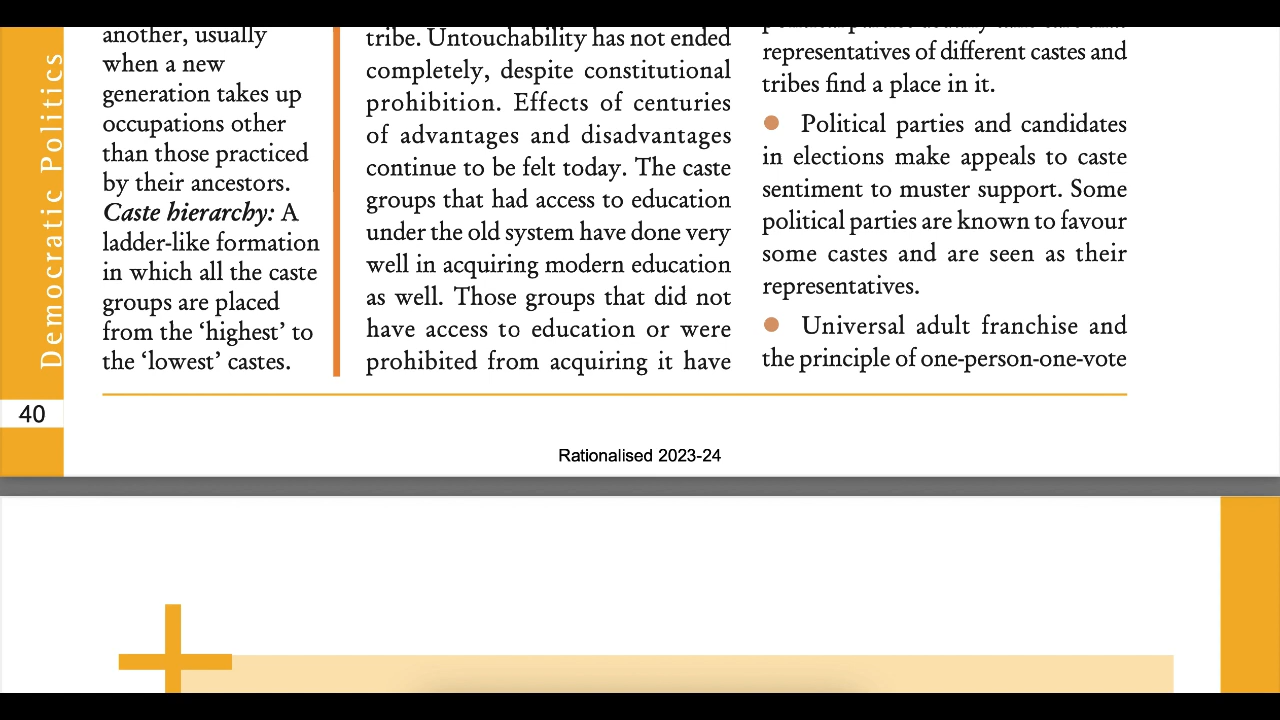 Democratic Politics
40
another, usually
when a new
generation takes up
occupations other
than those practiced
by their ancestors.
Caste hierarchy: A
ladder-like formation
in which all the caste
groups are placed
from the ‘highest’ to
the ‘lowest’ castes.
tribe. Untouchability has not ended
completely, despite constitutional
prohibition. Effects of centuries
of advantages and disadvantages
continue to be felt today. The caste
groups that had access to education
under the old system have done very
well in acquiring modern education
as well. Those groups that did not
have access to education or were
prohibited from acquiring it have
representatives of different castes and
tribes find a place in it.
● Political parties and candidates
in elections make appeals to caste
sentiment to muster support. Some
political parties are known to favour
some castes and are seen as their
representatives.
● Universal adult franchise and
the principle of one-person-one-vote
Rationalised 2023-24